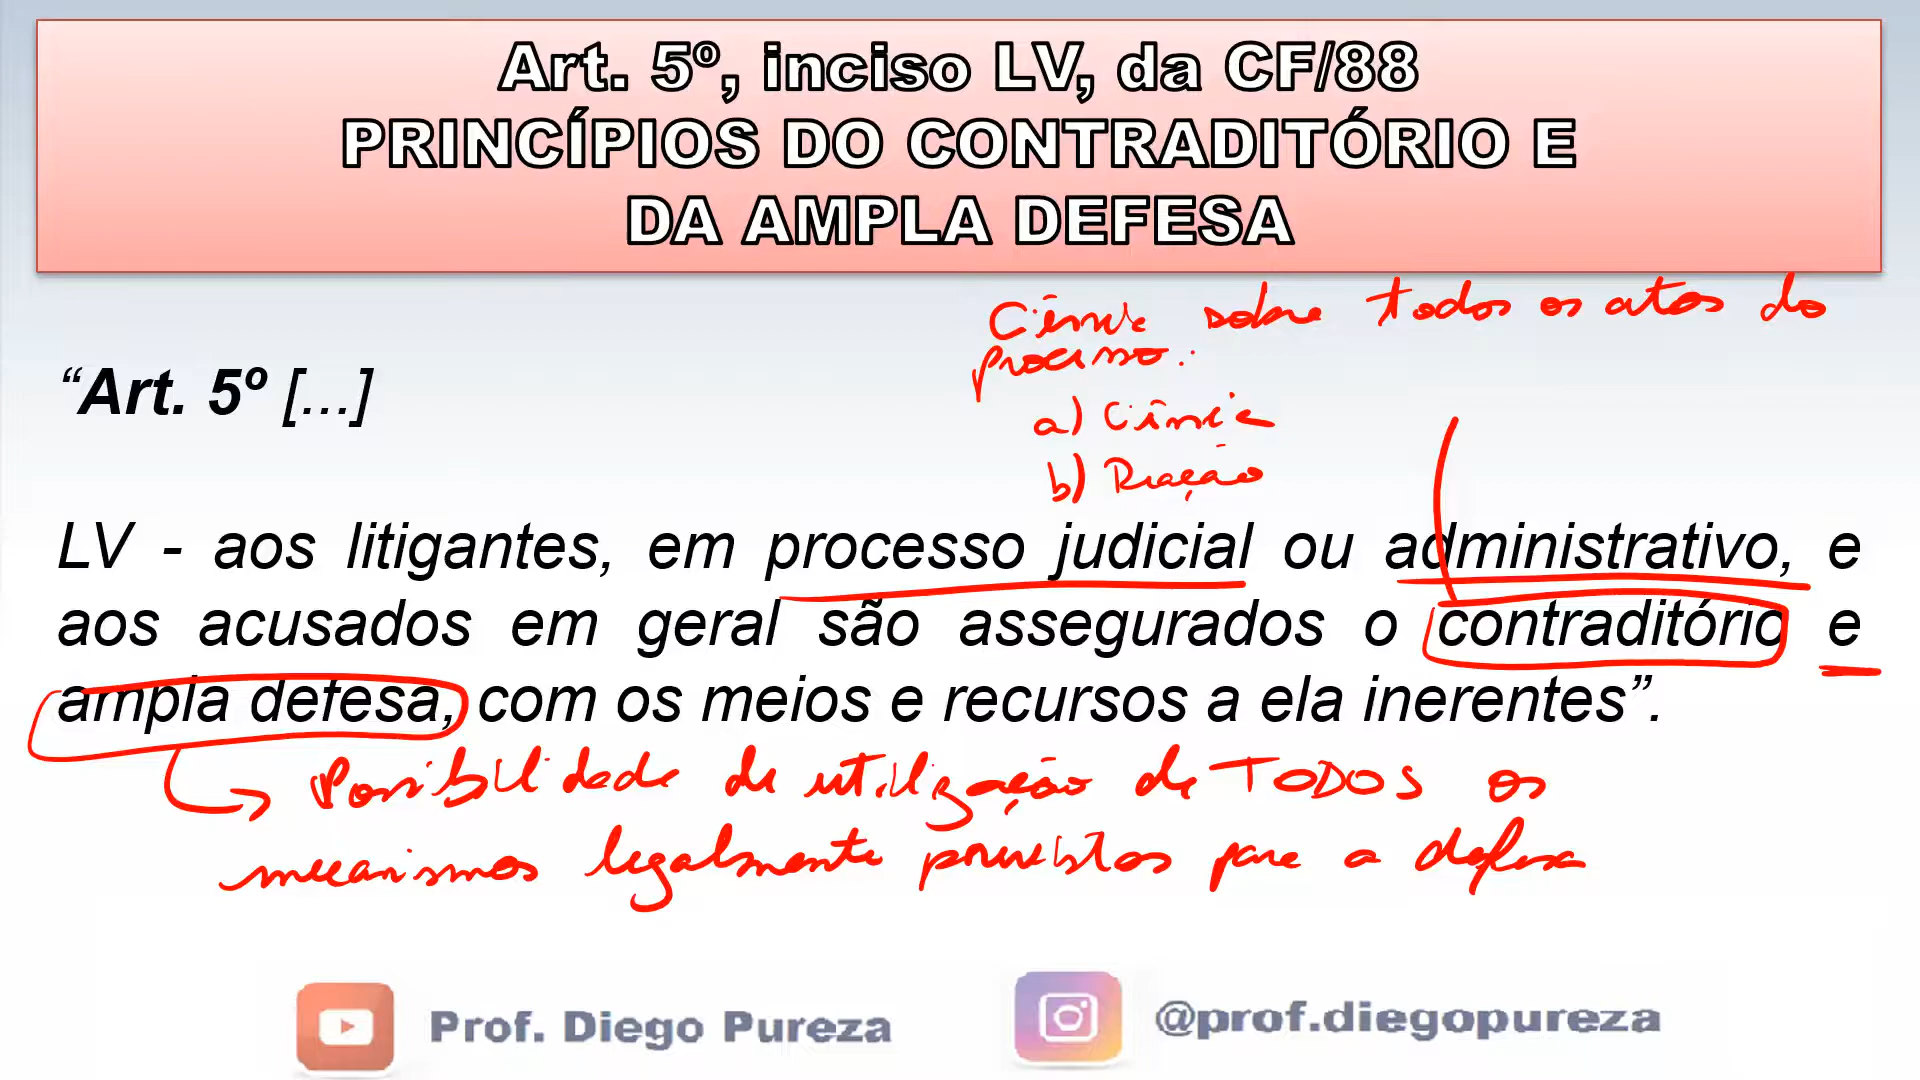 Art. 5º, inciso LV, da CF/88
PRINCÍPIOS DO CONTRADITÓRIO E
DA AMPLA DEFESA
Ciência sobre todos os atos do
processo:
a) Ciência
b) Reação
“Art. 5º [...]
LV - aos litigantes, em processo judicial ou administrativo, e
aos acusados em geral são assegurados o contraditório e
ampla defesa, com os meios e recursos a ela inerentes”.
Possibilidade de utilização de TODOS os
mecanismos legalmente previstos para a defesa
Prof. Diego Pureza
@prof.diegopureza